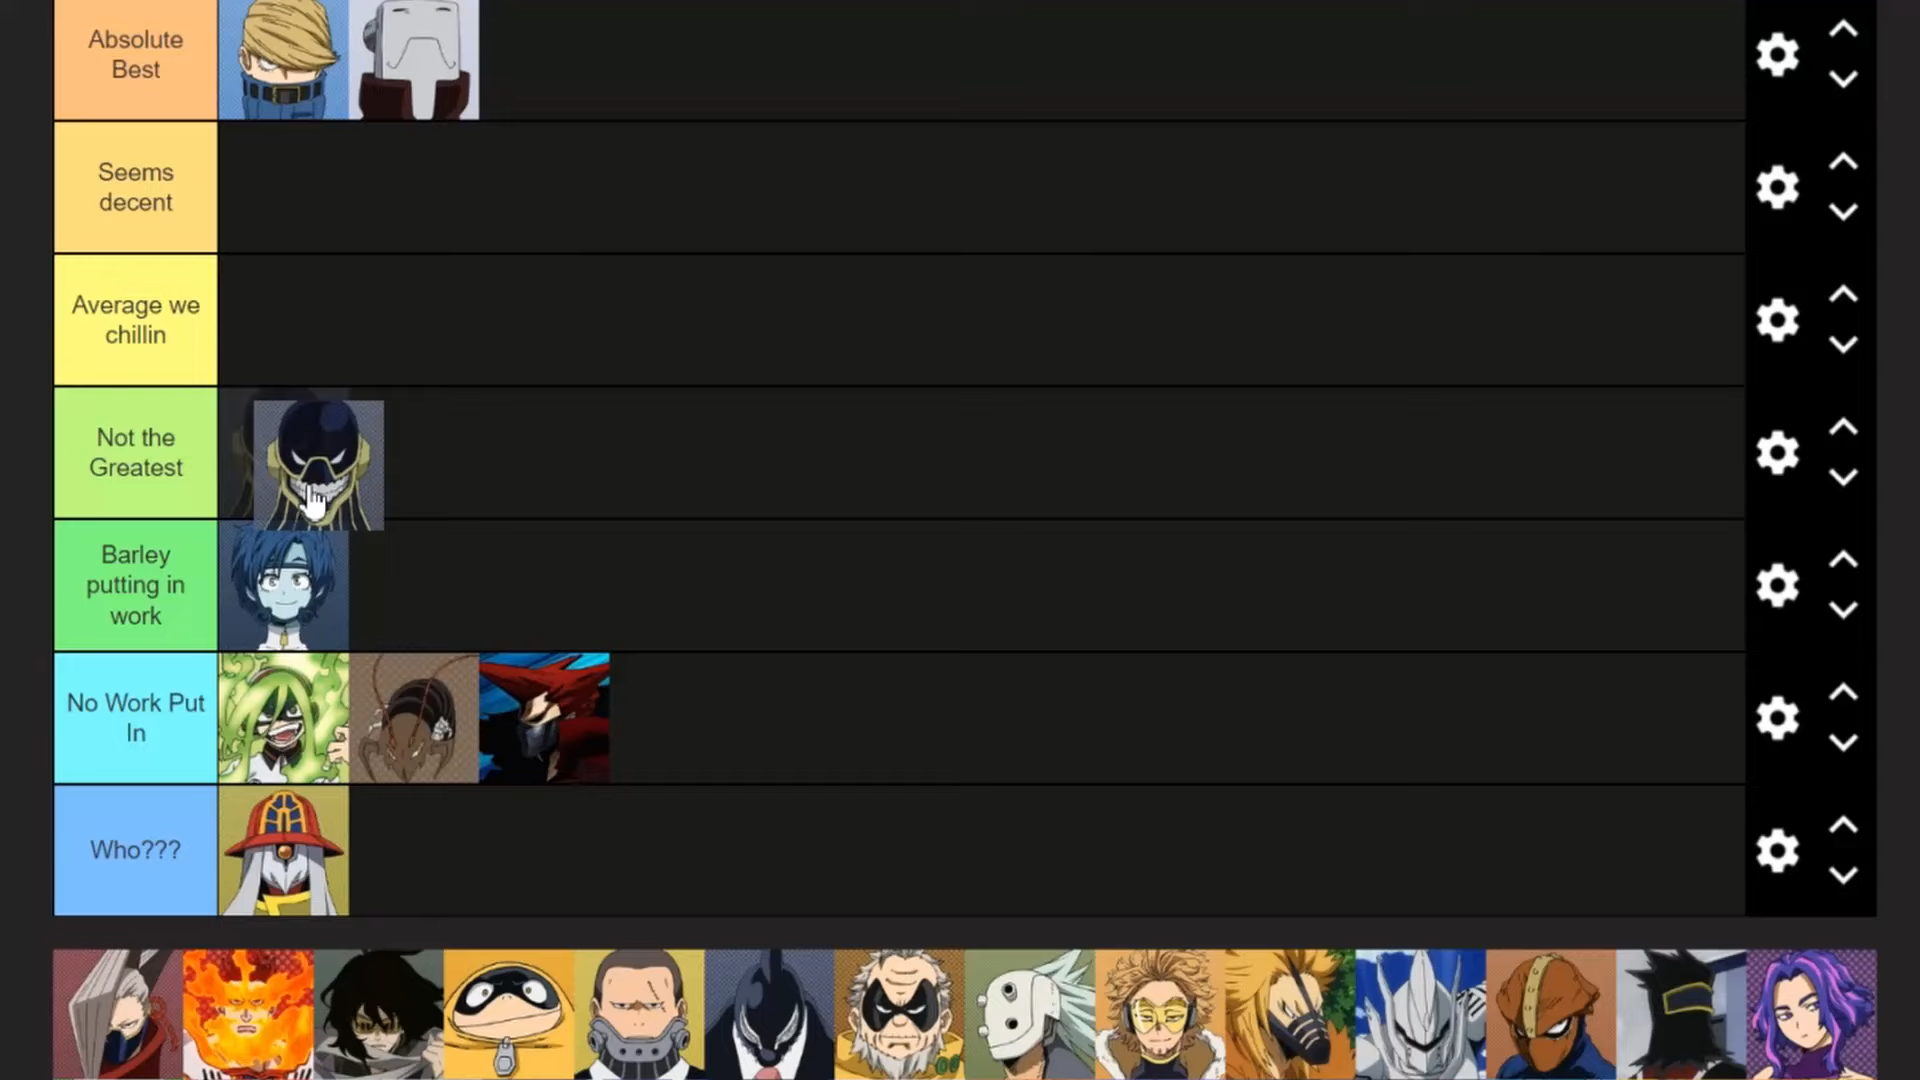 Absolute
Best
Seems
decent
Average we
chillin
Not the
Greatest
Barley
putting in
work
No Work Put
In
Who???